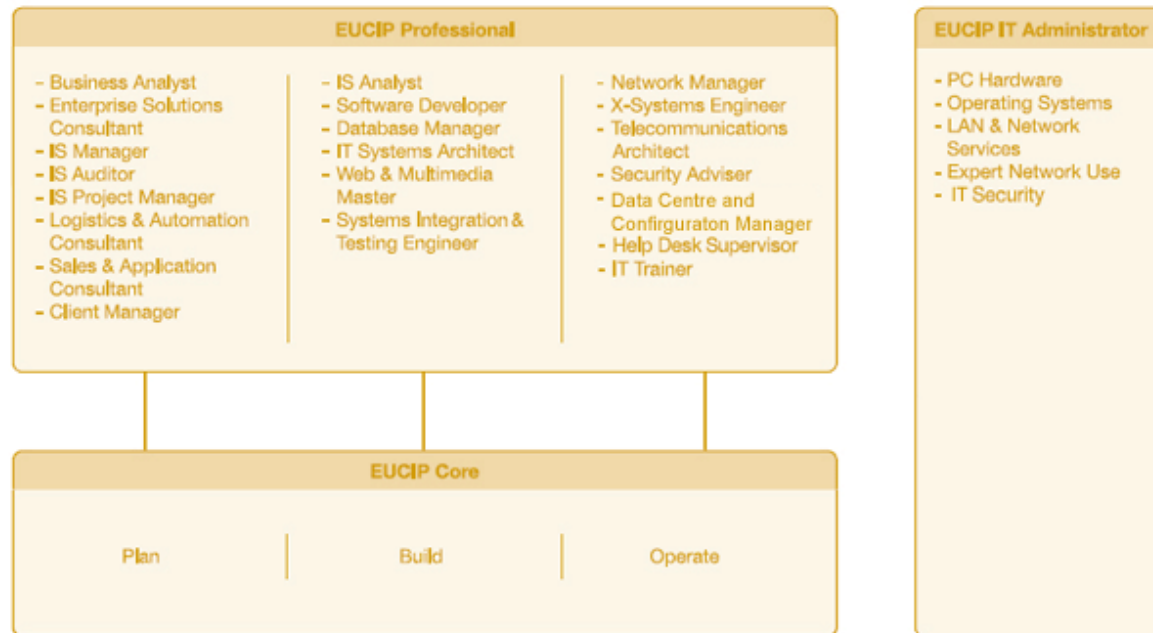 EUCIP Professional
- Business Analyst
- Enterprise Solutions
Consultant
- IS Manager
- IS Auditor
- IS Project Manager
- Logistics & Automation
Consultant
- Sales & Application
Consultant
- Client Manager
- IS Analyst
- Software Developer
- Database Manager
- IT Systems Architect
- Web & Multimedia
Master
- Systems Integration &
Testing Engineer
- Network Manager
- X-Systems Engineer
- Telecommunications
Architect
- Security Adviser
- Data Centre and
Confirguraton Manager
- Help Desk Supervisor
- IT Trainer
EUCIP IT Administrator
- PC Hardware
- Operating Systems
- LAN & Network
Services
- Expert Network Use
- IT Security
EUCIP Core
Plan
Build
Operate